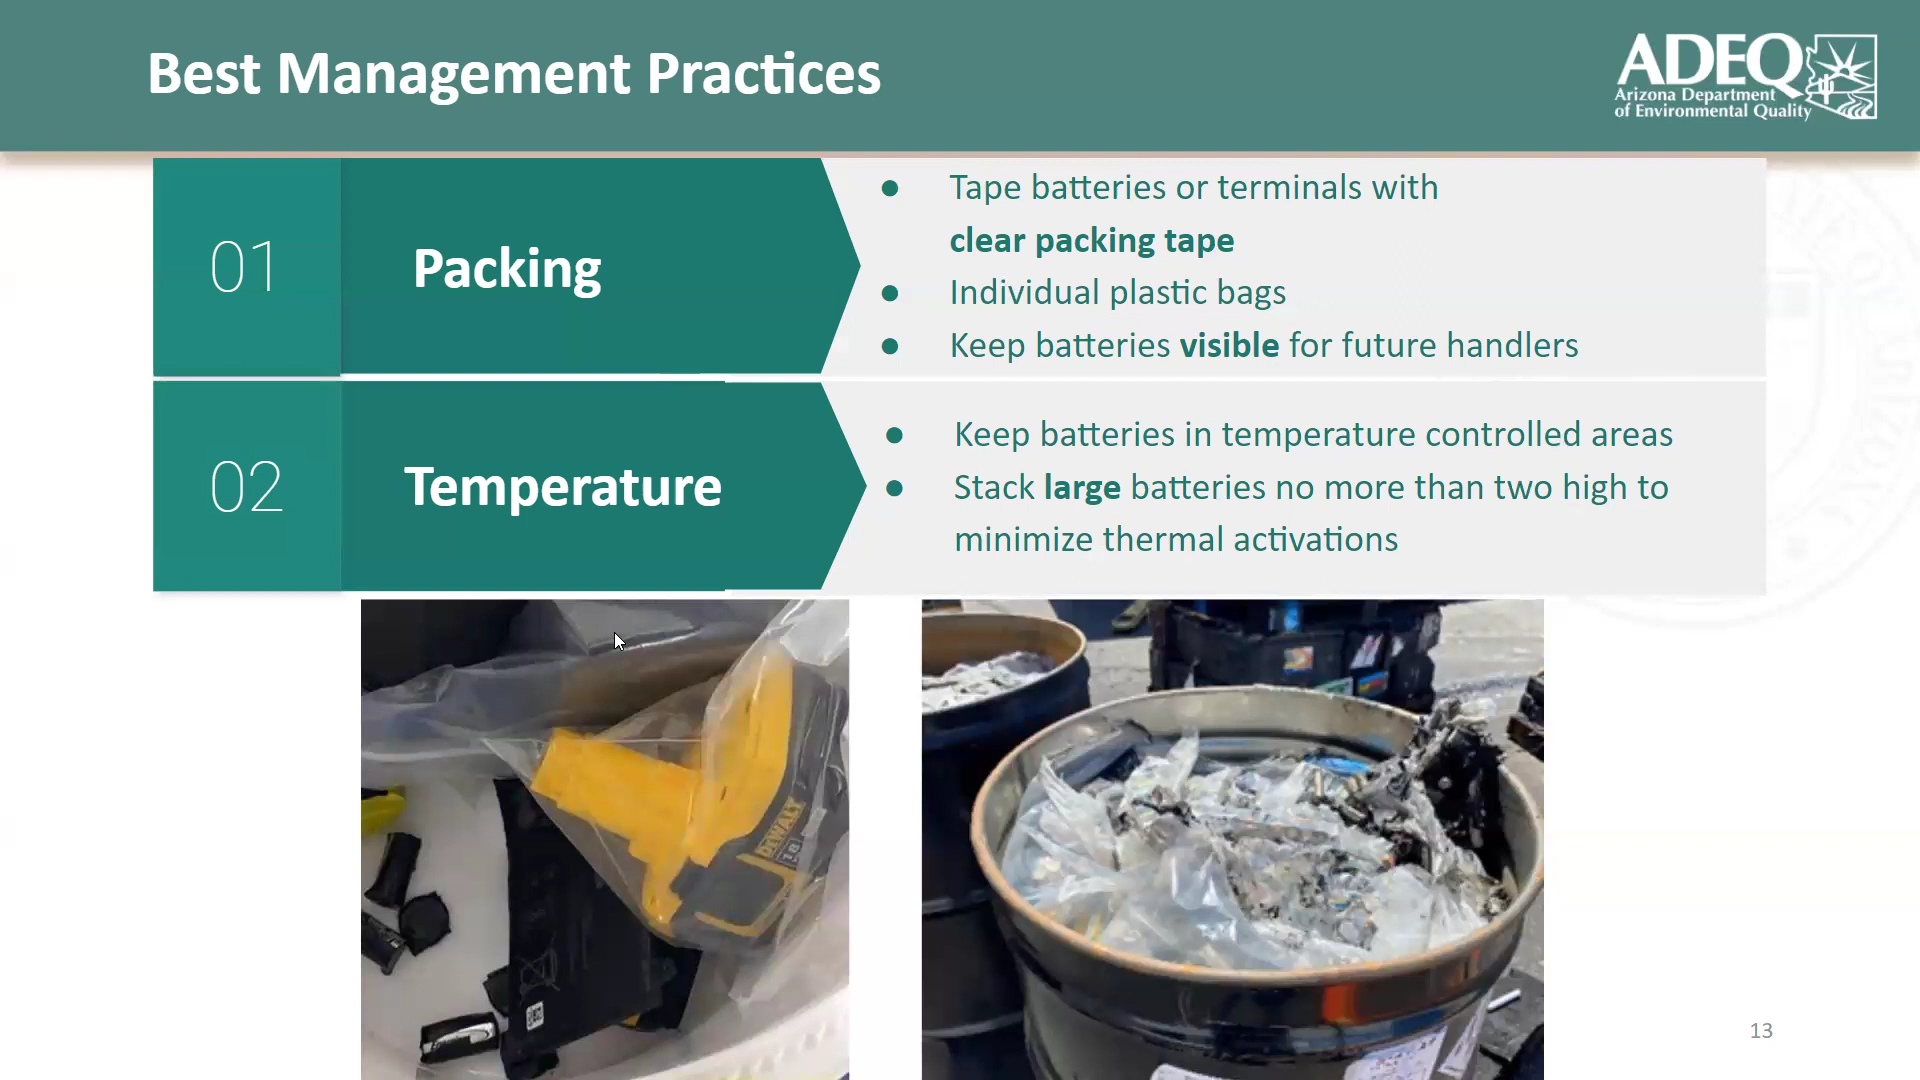 Best Management Practices
ADEQ
Arizona Department
of Environmental Quality
01
Packing
● Tape batteries or terminals with
clear packing tape
● Individual plastic bags
● Keep batteries visible for future handlers
02
Temperature
● Keep batteries in temperature controlled areas
● Stack large batteries no more than two high to
minimize thermal activations
DEWALT
18
13